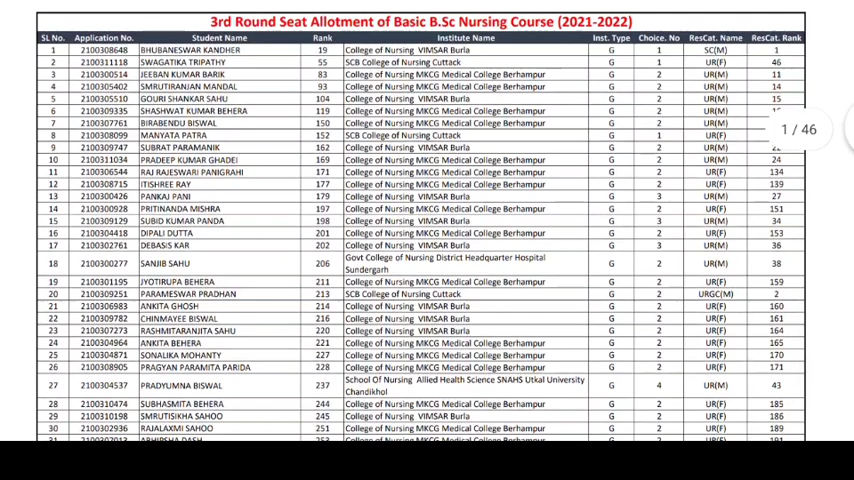 3rd Round Seat Allotment of Basic B.Sc Nursing Course (2021-2022)
SL No. Application No. Student Name Rank Institute Name Inst. Type Choice. No ResCat. Name ResCat. Rank
1 2100308648 BHUBANESWAR KANDHER 19 College of Nursing VIMSAR Burla G 1 SC(M) 1
2 2100311118 SWAGATIKA TRIPATHY 55 SCB College of Nursing Cuttack G 1 UR(F) 46
3 2100300514 JEEBAN KUMAR BARIK 83 College of Nursing MKCG Medical College Berhampur G 2 UR(M) 11
4 2100305402 SMRUTIRANJAN MANDAL 93 College of Nursing MKCG Medical College Berhampur G 2 UR(M) 14
5 2100305510 GOURI SHANKAR SAHU 104 College of Nursing VIMSAR Burla G 2 UR(M) 15
6 2100309335 SHASHWAT KUMAR BEHERA 119 College of Nursing MKCG Medical College Berhampur G 2 UR(M)
7 2100307761 BIRABENDU BISWAL 150 College of Nursing MKCG Medical College Berhampur G 2 UR(M)
1 / 46
8 2100308099 MANYATA PATRA 152 SCB College of Nursing Cuttack G 1 UR(F)
9 2100309747 SUBRAT PARAMANIK 162 College of Nursing VIMSAR Burla G 2 UR(M)
10 2100311034 PRADEEP KUMAR GHADEI 169 College of Nursing MKCG Medical College Berhampur G 2 UR(M) 24
11 2100306544 RAJ RAJESWARI PANIGRAHI 171 College of Nursing MKCG Medical College Berhampur G 2 UR(F) 134
12 2100308715 ITISHREE RAY 177 College of Nursing MKCG Medical College Berhampur G 2 UR(F) 139
13 2100300426 PANKAJ PANI 179 College of Nursing VIMSAR Burla G 3 UR(M) 27
14 2100300928 PRITINANDA MISHRA 197 College of Nursing MKCG Medical College Berhampur G 2 UR(F) 151
15 2100309129 SUBID KUMAR PANDA 198 College of Nursing VIMSAR Burla G 3 UR(M) 34
16 2100304418 DIPALI DUTTA 201 College of Nursing MKCG Medical College Berhampur G 2 UR(F) 153
17 2100302761 DEBASIS KAR 202 College of Nursing VIMSAR Burla G 3 UR(M) 36
18 2100300277 SANJIB SAHU 206 Govt College of Nursing District Headquarter Hospital Sundergarh G 2 UR(M) 38
19 2100301195 JYOTIRUPA BEHERA 211 College of Nursing MKCG Medical College Berhampur G 2 UR(F) 159
20 2100309251 PARAMESWAR PRADHAN 213 SCB College of Nursing Cuttack G 2 URGC(M) 2
21 2100306983 ANKITA GHOSH 214 College of Nursing VIMSAR Burla G 2 UR(F) 160
22 2100309782 CHINMAYEE BISWAL 216 College of Nursing VIMSAR Burla G 2 UR(F) 161
23 2100307273 RASHMITARANJITA SAHU 220 College of Nursing VIMSAR Burla G 2 UR(F) 164
24 2100304964 ANKITA BEHERA 221 College of Nursing MKCG Medical College Berhampur G 2 UR(F) 165
25 2100304871 SONALIKA MOHANTY 227 College of Nursing MKCG Medical College Berhampur G 2 UR(F) 170
26 2100308905 PRAGYAN PARAMITA PARIDA 228 College of Nursing MKCG Medical College Berhampur G 2 UR(F) 171
27 2100304537 PRADYUMNA BISWAL 237 School Of Nursing Allied Health Science SNAHS Utkal University Chandikhol G 4 UR(M) 43
28 2100310474 SUBHASMITA BEHERA 244 College of Nursing MKCG Medical College Berhampur G 2 UR(F) 185
29 2100310198 SMRUTISIKHA SAHOO 245 College of Nursing VIMSAR Burla G 2 UR(F) 186
30 2100302936 RAJALAXMI SAHOO 251 College of Nursing MKCG Medical College Berhampur G 2 UR(F) 189